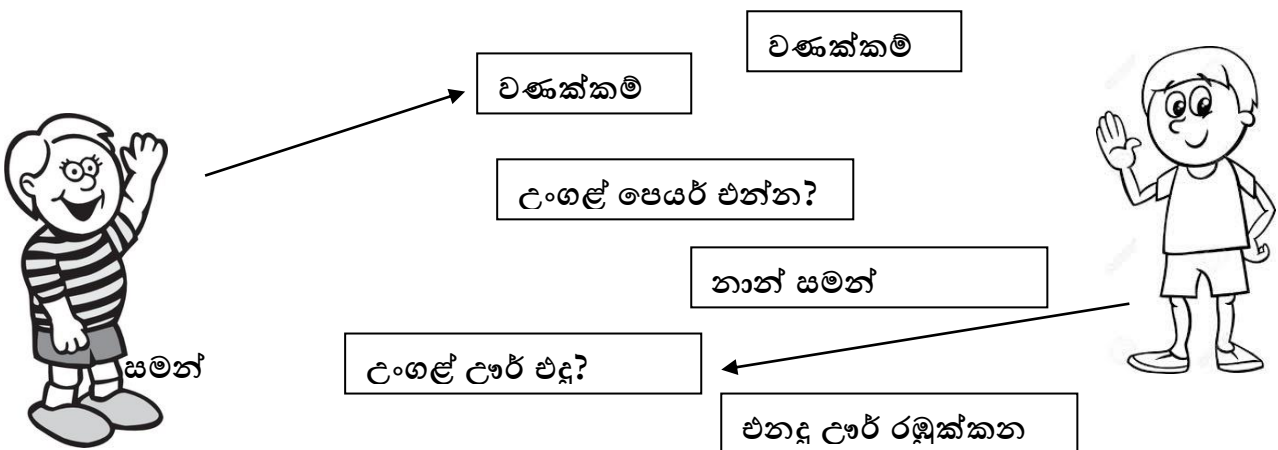 වණක්කම්
වණක්කම්
උංගළ් පෙයර් එන්න?
නාන් සමන්
සමන්
උංගළ් ඌර් එදු?
එනදු ඌර් රඹුක්කන